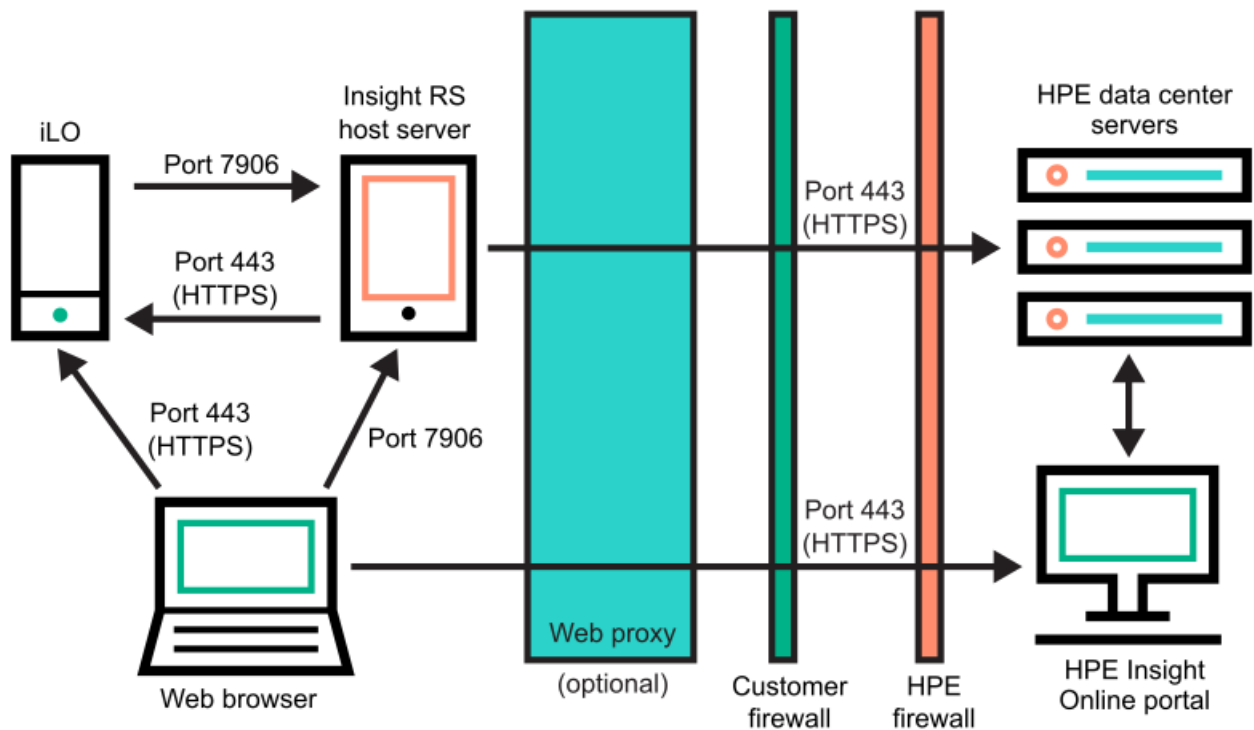 iLO
Insight RS
host server
HPE data center
servers
Port 7906
Port 443
(HTTPS)
Port 443
(HTTPS)
Port 443
(HTTPS)
Port 7906
Port 443
(HTTPS)
Web browser
Web proxy
(optional)
Customer
firewall
HPE
firewall
HPE Insight
Online portal